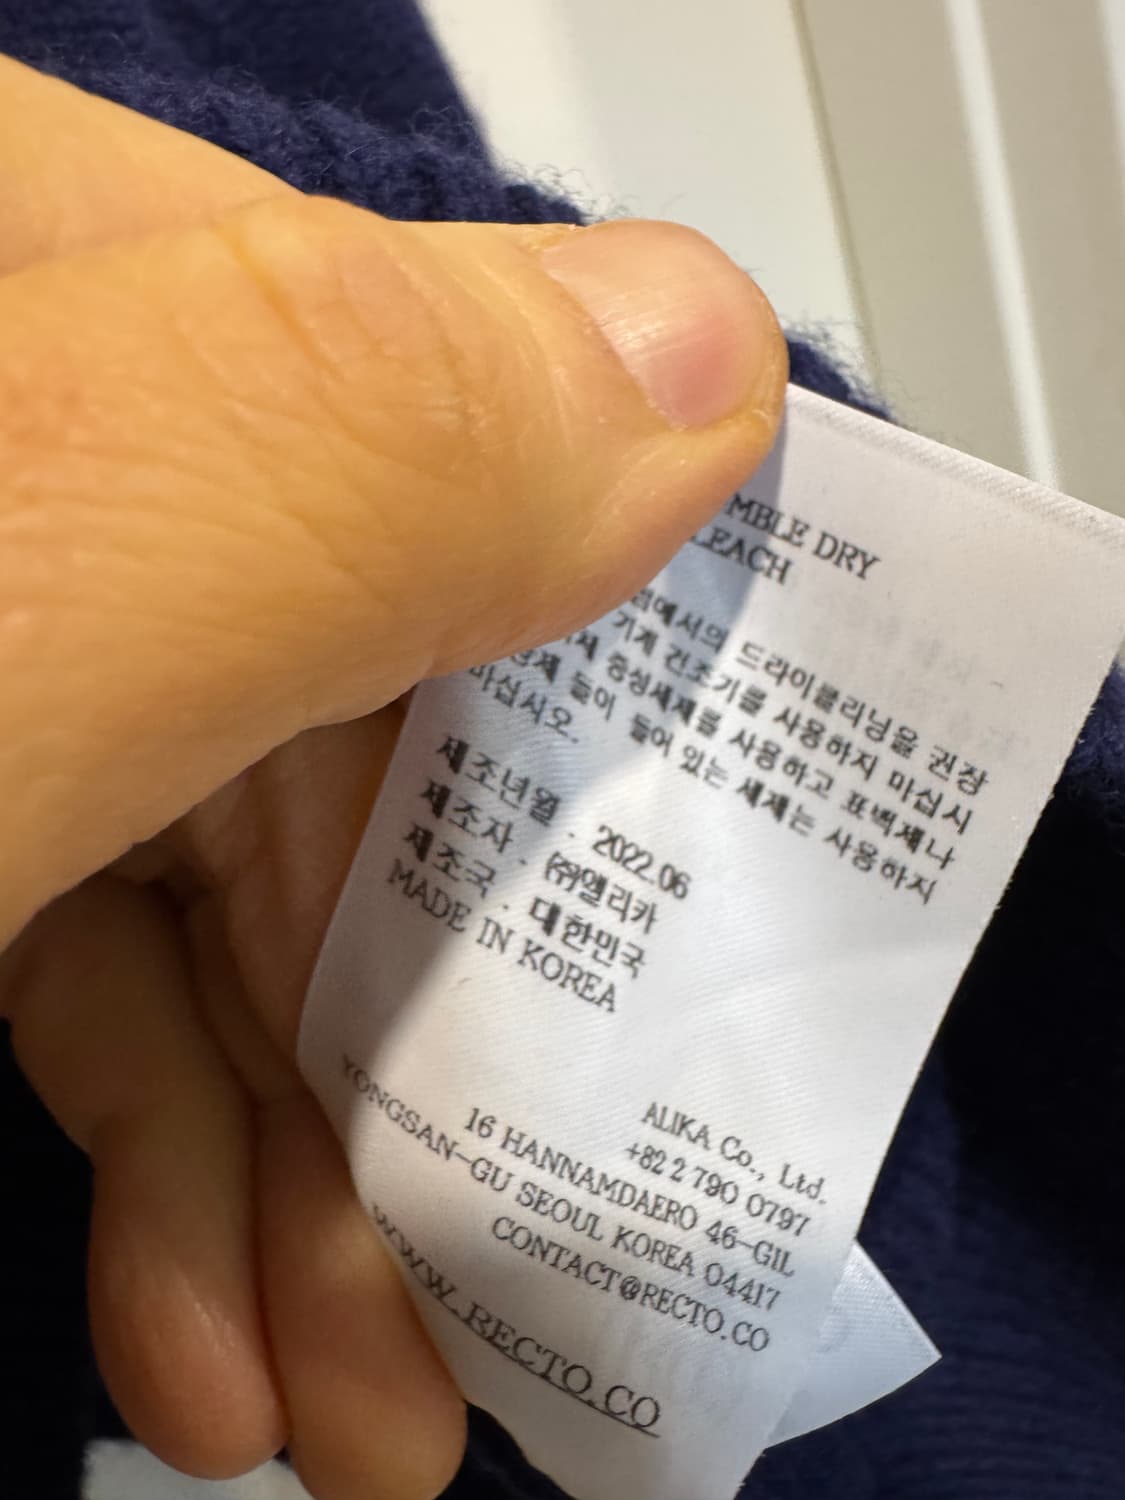 MBLE DRY
LEACH
에서의 드라이클리닝을 권장
기계 건조기를 사용하지 마십시
중성세제를 사용하고 표백제나
둘이 들어 있는 세제는 사용하지
마십시오.
제조년월 . 2022.06
제조자 . ㈜앨리카
제조국 . 대한민국
MADE IN KOREA
ALIKA Co., Ltd.
+82 2 790 0797
16 HANNAMDAERO 46-GIL
YONGSAN-GU SEOUL KOREA 04417
CONTACT@RECTO.CO
WWW.RECTO.CO